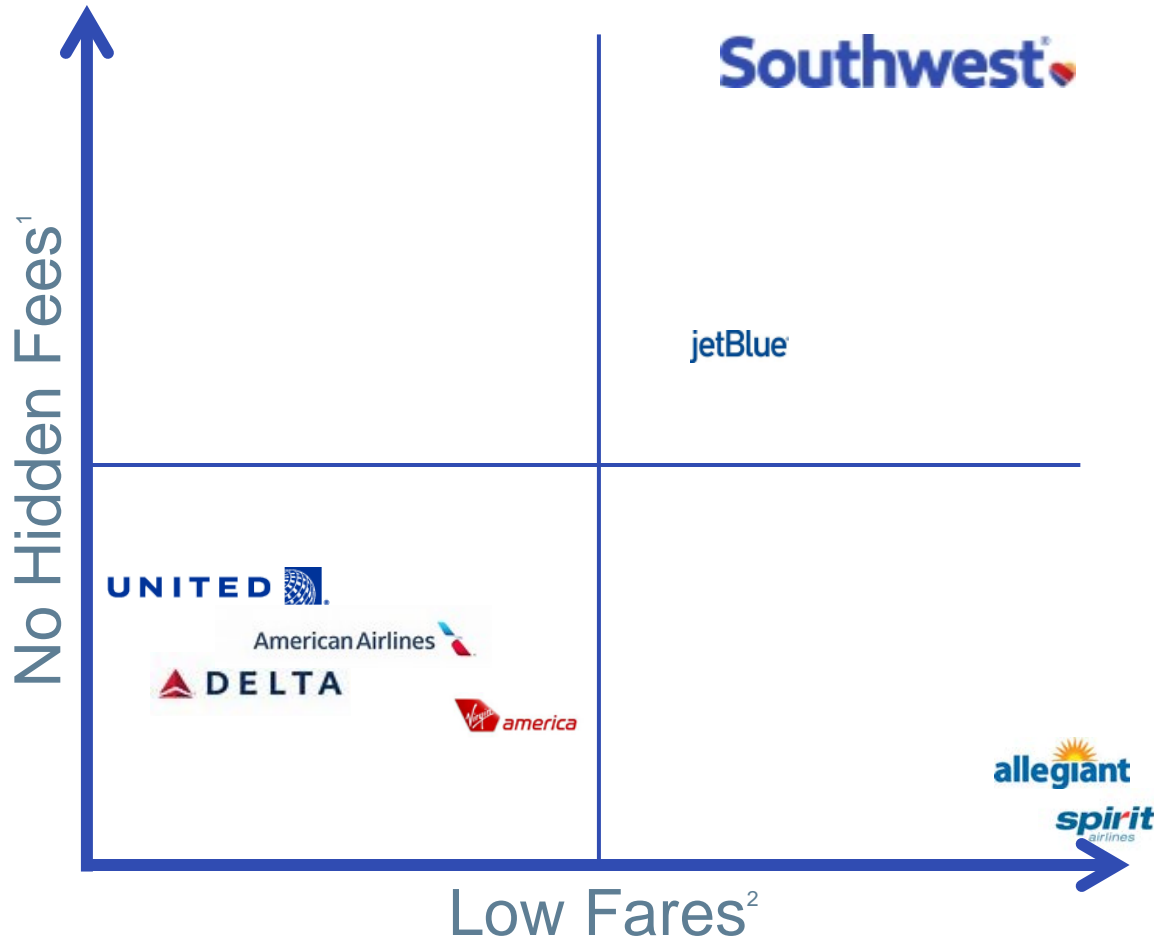 Southwest®
No Hidden Fees1
jetBlue
UNITED
American Airlines
DELTA
Virgin america
allegiant
spirit
airlines
Low Fares2